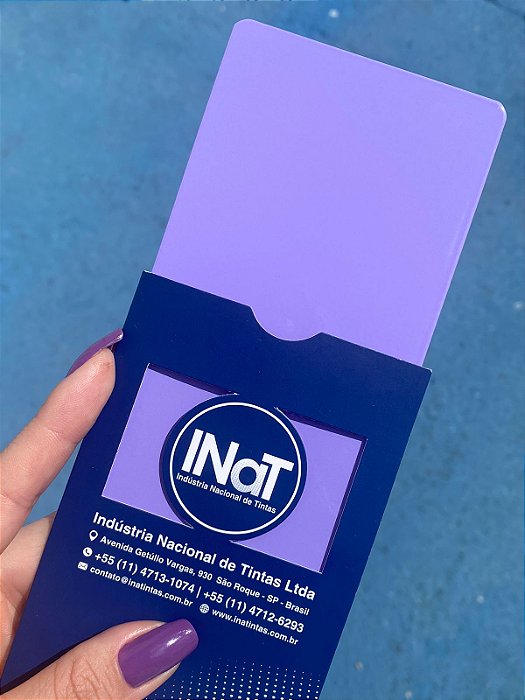 INaT
Indústria Nacional de Tintas
Indústria Nacional de Tintas Ltda
Avenida Getúlio Vargas, 930 São Roque - SP - Brasil
+55 (11) 4713-1074 | +55 (11) 4712-6293
contato@inatintas.com.br www.inatintas.com.br